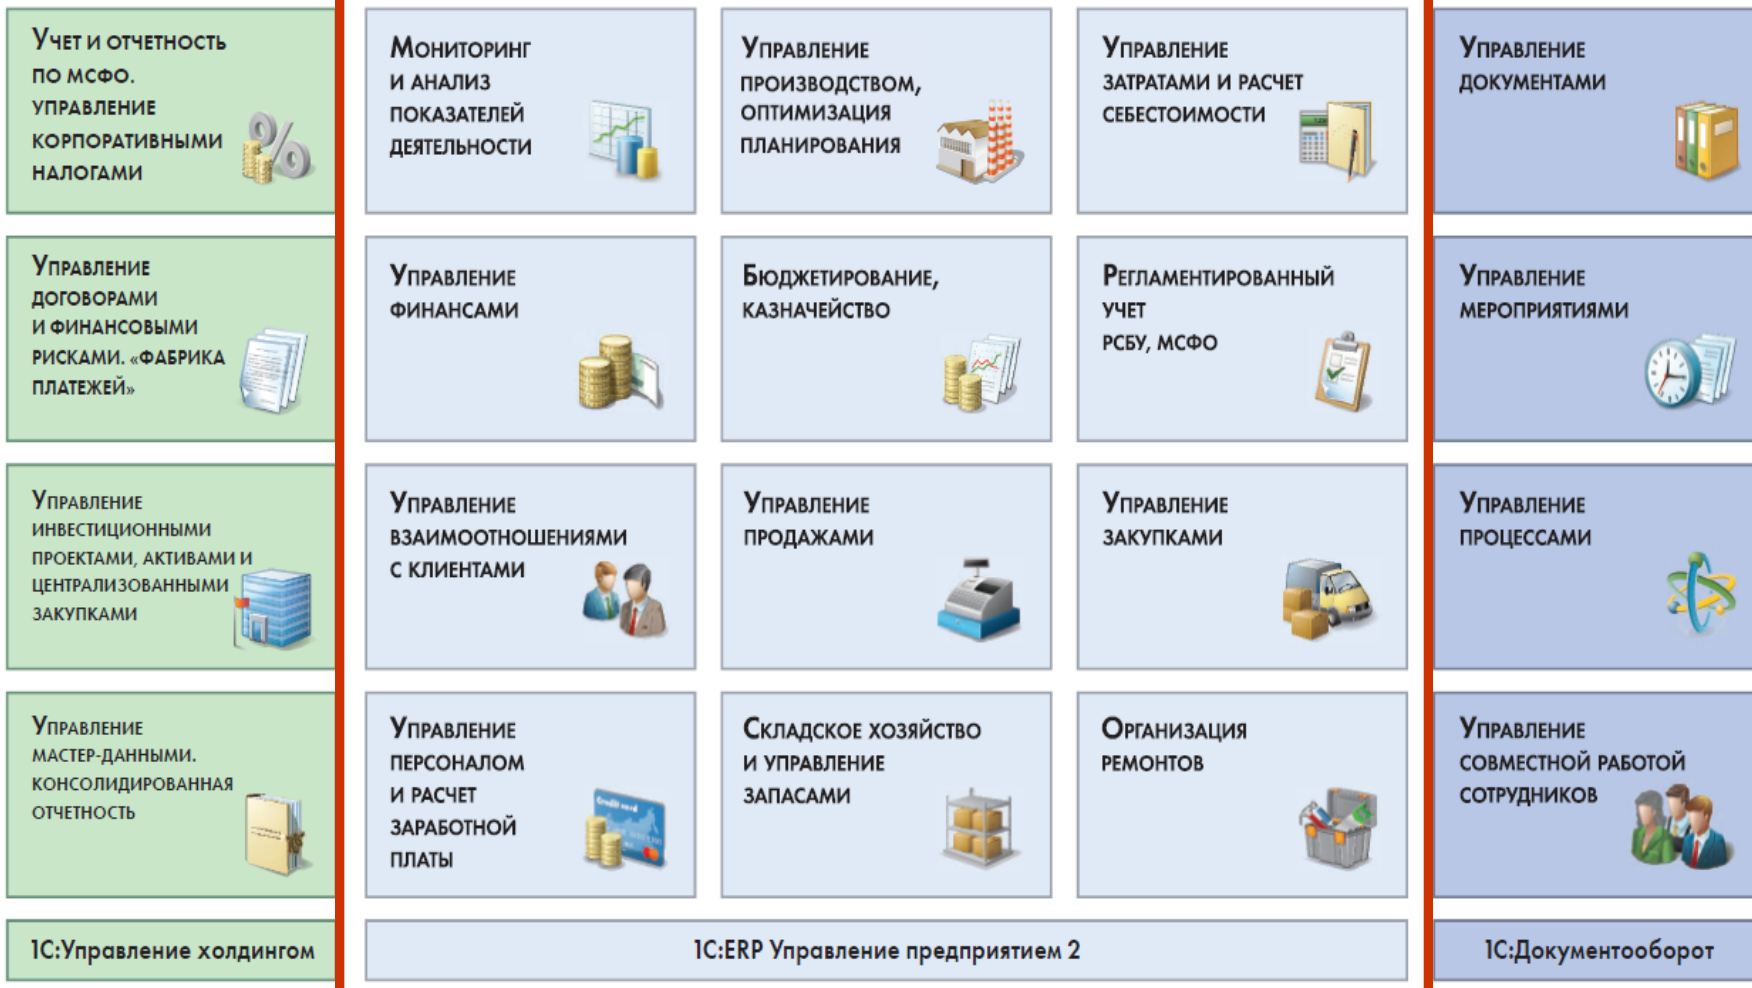 Учет и отчетность
по МСФО.
управление
корпоративными
налогами
Мониторинг
и анализ
показателей
деятельности
Управление
производством,
оптимизация
планирования
Управление
затратами и расчет
себестоимости
Управление
документами
Управление
договорами
и финансовыми
рисками. «Фабрика
платежей»
Управление
финансами
Бюджетирование,
казначейство
Регламентированный
учет
РСБУ, МСФО
Управление
мероприятиями
Управление
инвестиционными
проектами, активами и
централизованными
закупками
Управление
взаимоотношениями
с клиентами
Управление
продажами
Управление
закупками
Управление
процессами
Управление
мастер-данными.
консолидированная
отчетность
Управление
персоналом
и расчет
заработной
платы
Складское хозяйство
и управление
запасами
Организация
ремонтов
Управление
совместной работой
сотрудников
1С:Управление холдингом
1С:ERP Управление предприятием 2
1С:Документооборот